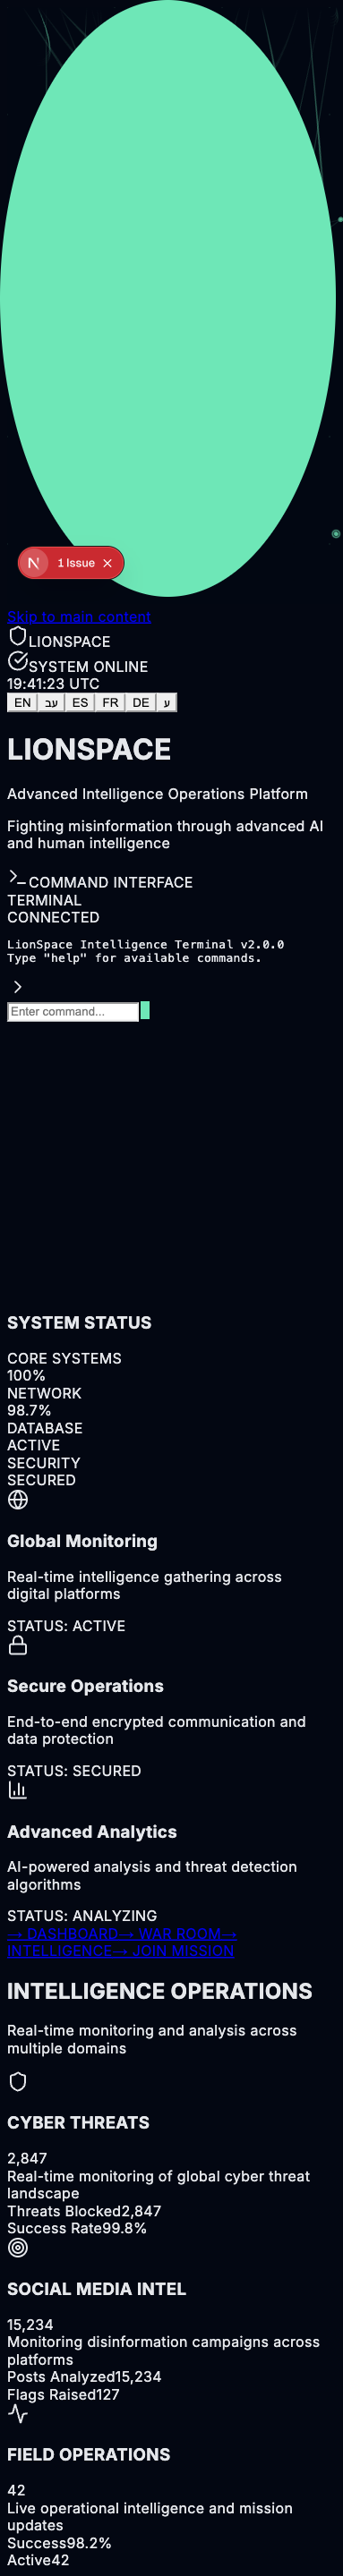 1 Issue
Skip to main content
LIONSPACE
SYSTEM ONLINE
19:41:23 UTC
EN עב ES FR DE ع
LIONSPACE
Advanced Intelligence Operations Platform
Fighting misinformation through advanced AI
and human intelligence
COMMAND INTERFACE
TERMINAL
CONNECTED
LionSpace Intelligence Terminal v2.0.0
Type "help" for available commands.
Enter command...
SYSTEM STATUS
CORE SYSTEMS
100%
NETWORK
98.7%
DATABASE
ACTIVE
SECURITY
SECURED
Global Monitoring
Real-time intelligence gathering across
digital platforms
STATUS: ACTIVE
Secure Operations
End-to-end encrypted communication and
data protection
STATUS: SECURED
Advanced Analytics
AI-powered analysis and threat detection
algorithms
STATUS: ANALYZING
→ DASHBOARD→ WAR ROOM→
INTELLIGENCE→ JOIN MISSION
INTELLIGENCE OPERATIONS
Real-time monitoring and analysis across
multiple domains
CYBER THREATS
2,847
Real-time monitoring of global cyber threat
landscape
Threats Blocked2,847
Success Rate99.8%
SOCIAL MEDIA INTEL
15,234
Monitoring disinformation campaigns across
platforms
Posts Analyzed15,234
Flags Raised127
FIELD OPERATIONS
42
Live operational intelligence and mission
updates
Success98.2%
Active42